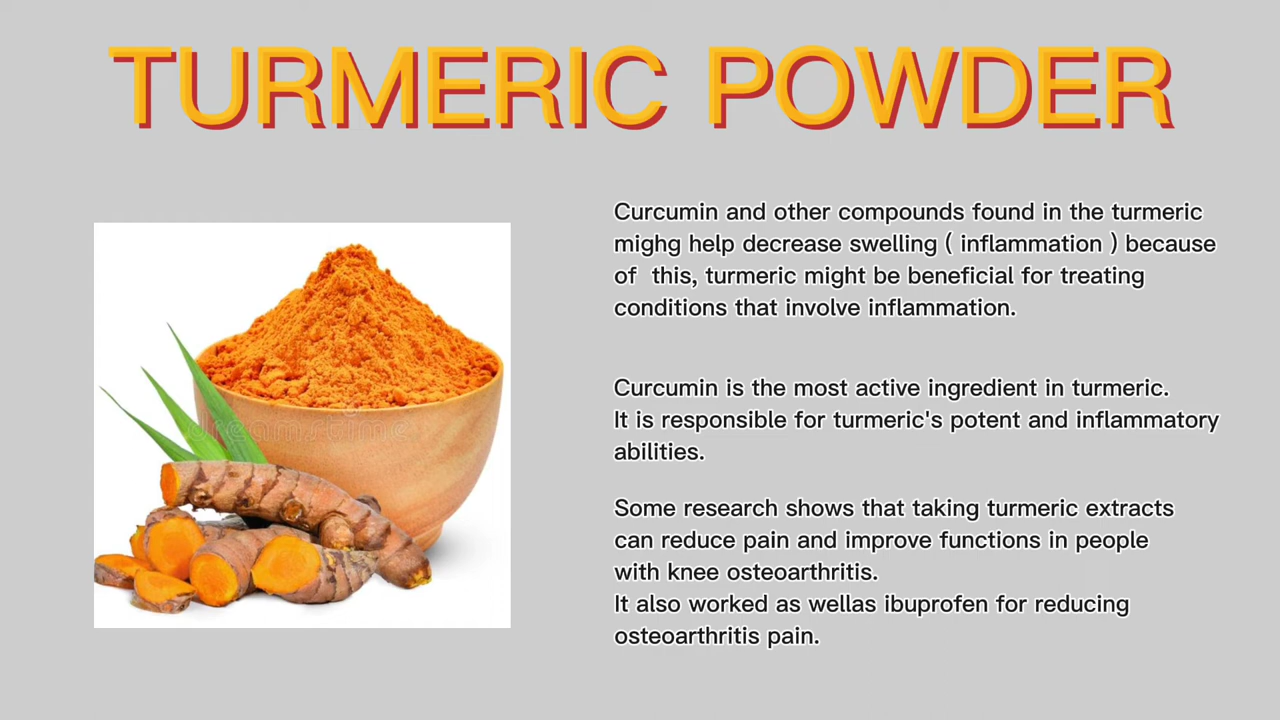 TURMERIC POWDER
Curcumin and other compounds found in the turmeric
mighg help decrease swelling ( inflammation ) because
of  this, turmeric might be beneficial for treating
conditions that involve inflammation.
Curcumin is the most active ingredient in turmeric.
It is responsible for turmeric's potent and inflammatory
abilities.
Some research shows that taking turmeric extracts
can reduce pain and improve functions in people
with knee osteoarthritis.
It also worked as wellas ibuprofen for reducing
osteoarthritis pain.
dreamstime